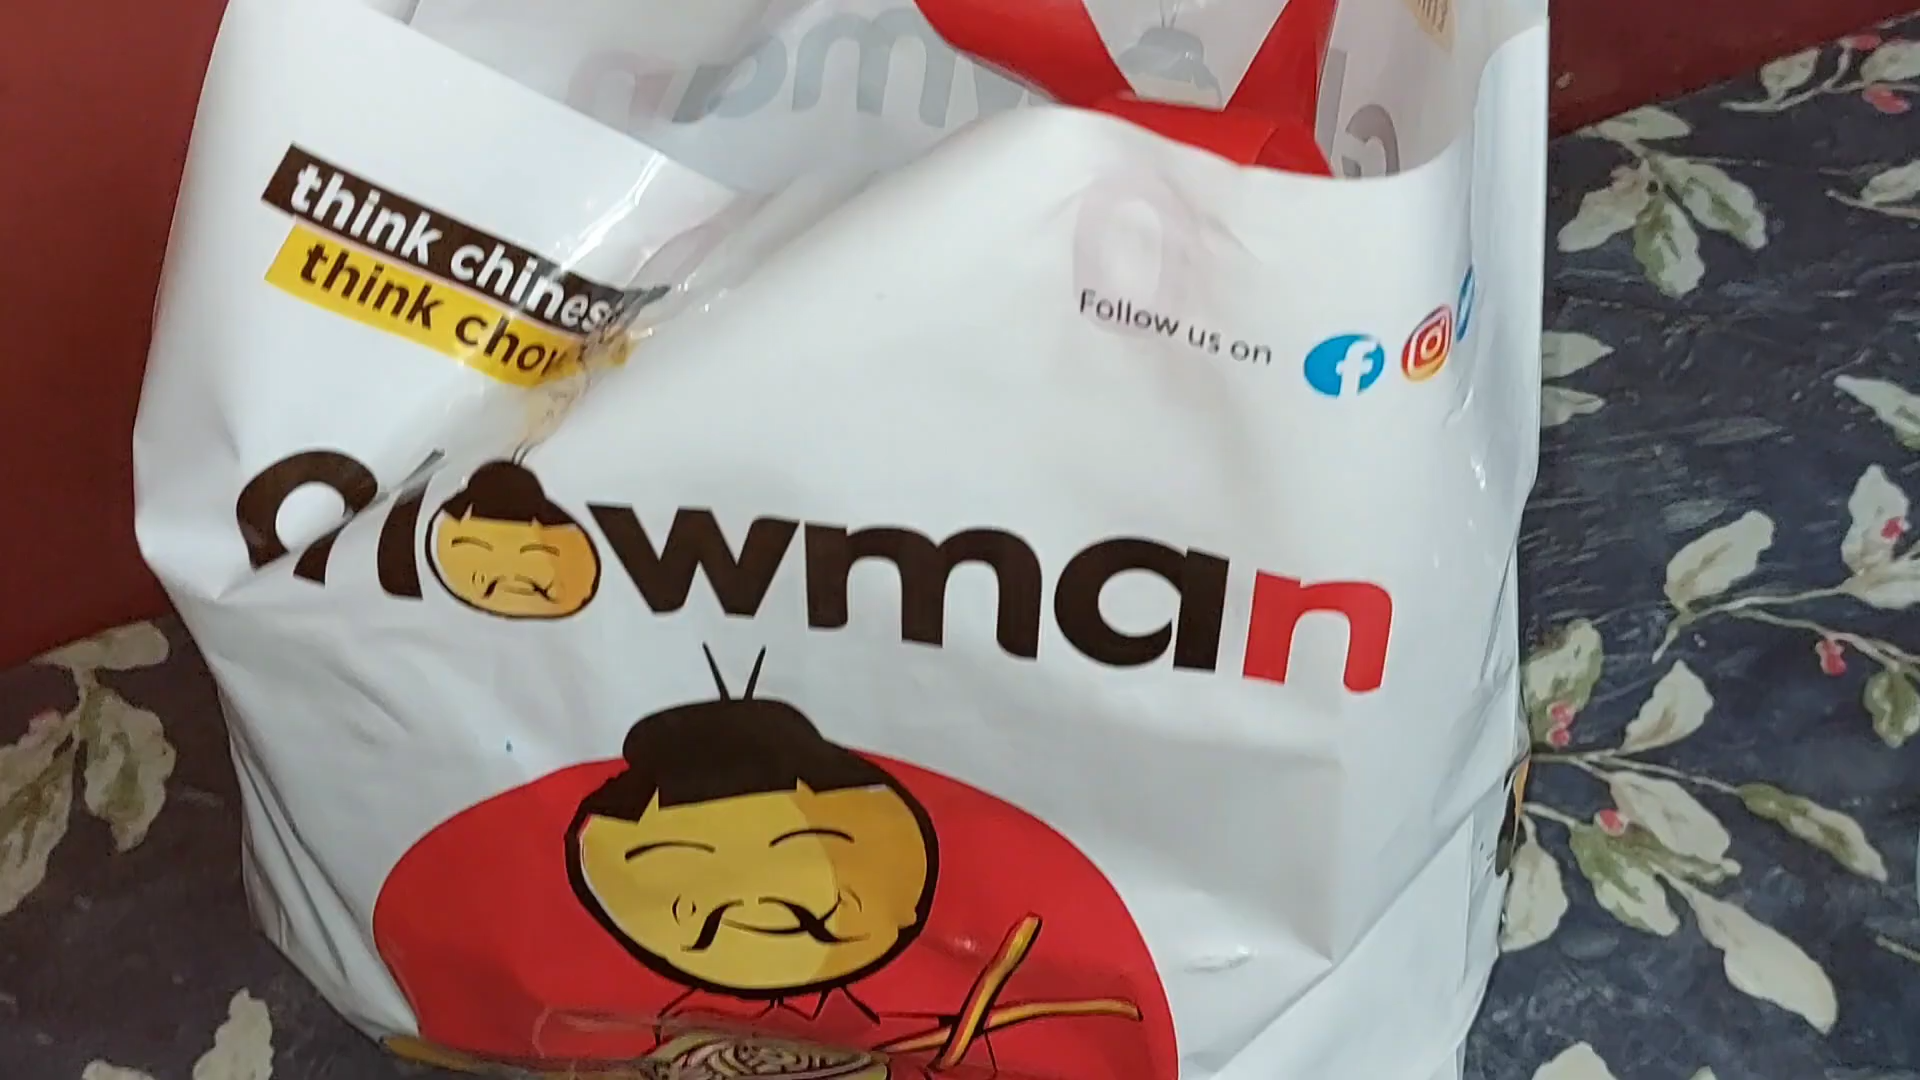 think chinese
think chow
Follow us on
chowman